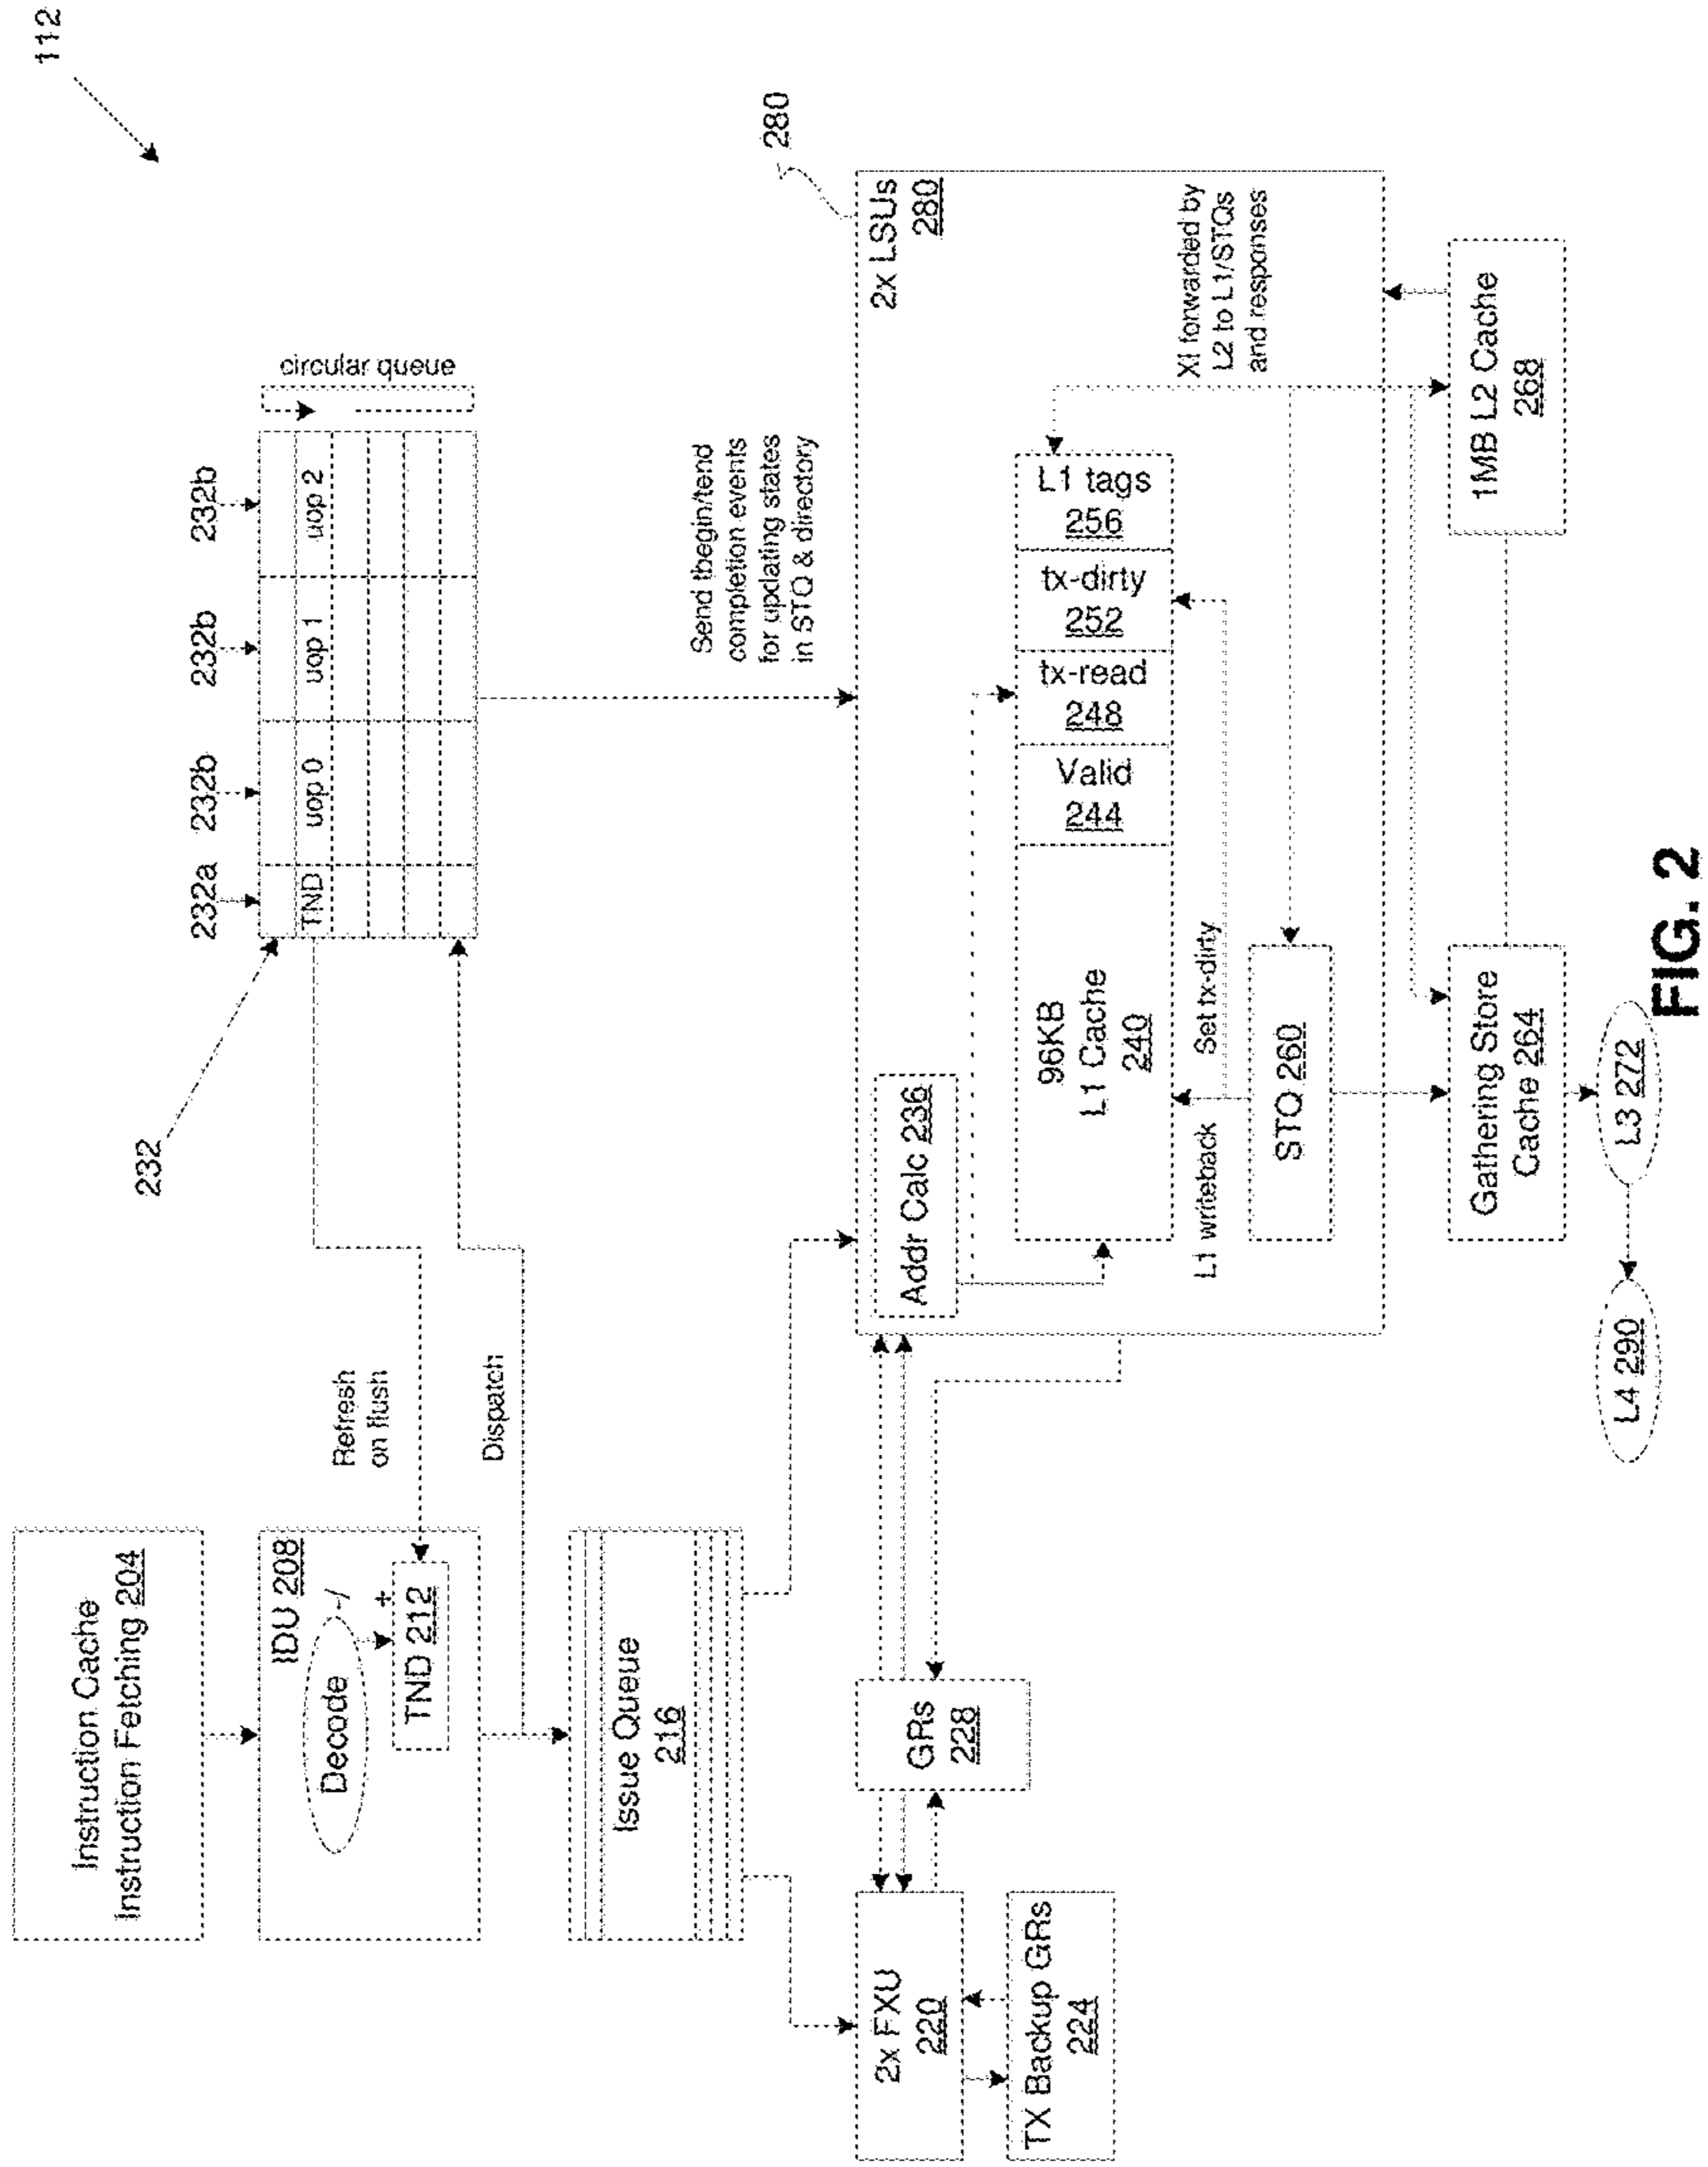 112
Instruction Cache
Instruction Fetching 204
IDU 208
Decode
-/
+
TND 212
Refresh
on flush
Dispatch
Issue Queue
216
232
232a
232b
232b
232b
TND
uop 0
uop 1
uop 2
circular queue
Send tbegin/tend
completion events
for updating states
in STQ & directory
2x FXU
220
TX Backup GRs
224
GRs
228
280
2x LSUs
280
Addr Calc 236
96KB
L1 Cache
240
Valid
244
tx-read
248
tx-dirty
252
L1 tags
256
L1 writeback
Set tx-dirty
STQ 260
XI forwarded by
L2 to L1/STQs
and responses
Gathering Store
Cache 264
1MB L2 Cache
268
L4 290
L3 272
FIG. 2